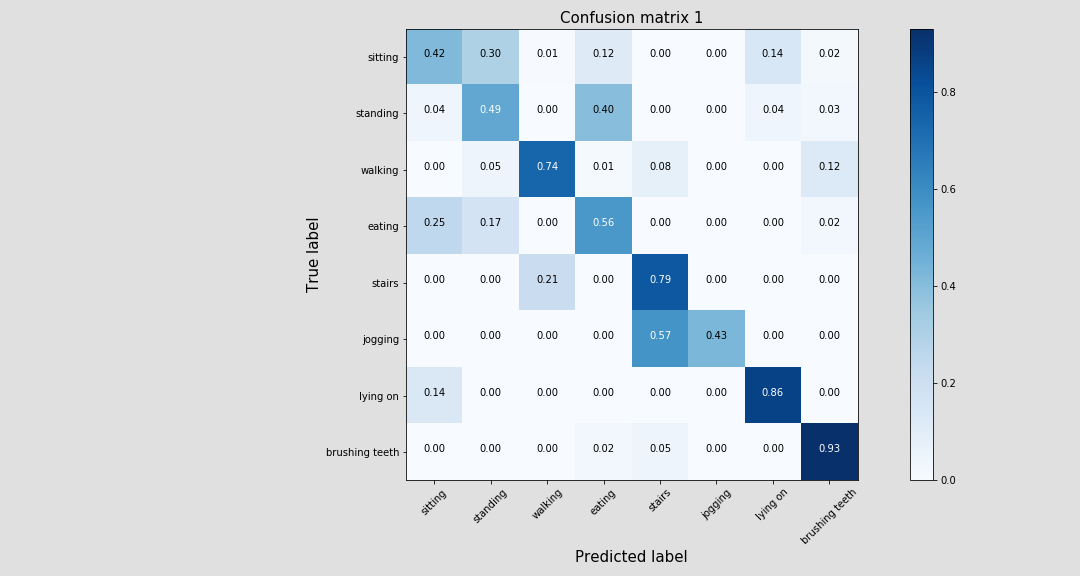 Confusion matrix 1
sitting 0.42 0.30 0.01 0.12 0.00 0.00 0.14 0.02
standing 0.04 0.49 0.00 0.40 0.00 0.00 0.04 0.03
walking 0.00 0.05 0.74 0.01 0.08 0.00 0.00 0.12
eating 0.25 0.17 0.00 0.56 0.00 0.00 0.00 0.02
stairs 0.00 0.00 0.21 0.00 0.79 0.00 0.00 0.00
jogging 0.00 0.00 0.00 0.00 0.57 0.43 0.00 0.00
lying on 0.14 0.00 0.00 0.00 0.00 0.00 0.86 0.00
brushing teeth 0.00 0.00 0.00 0.02 0.05 0.00 0.00 0.93
sitting standing walking eating stairs jogging lying on brushing teeth
True label
Predicted label
0.8
0.6
0.4
0.2
0.0